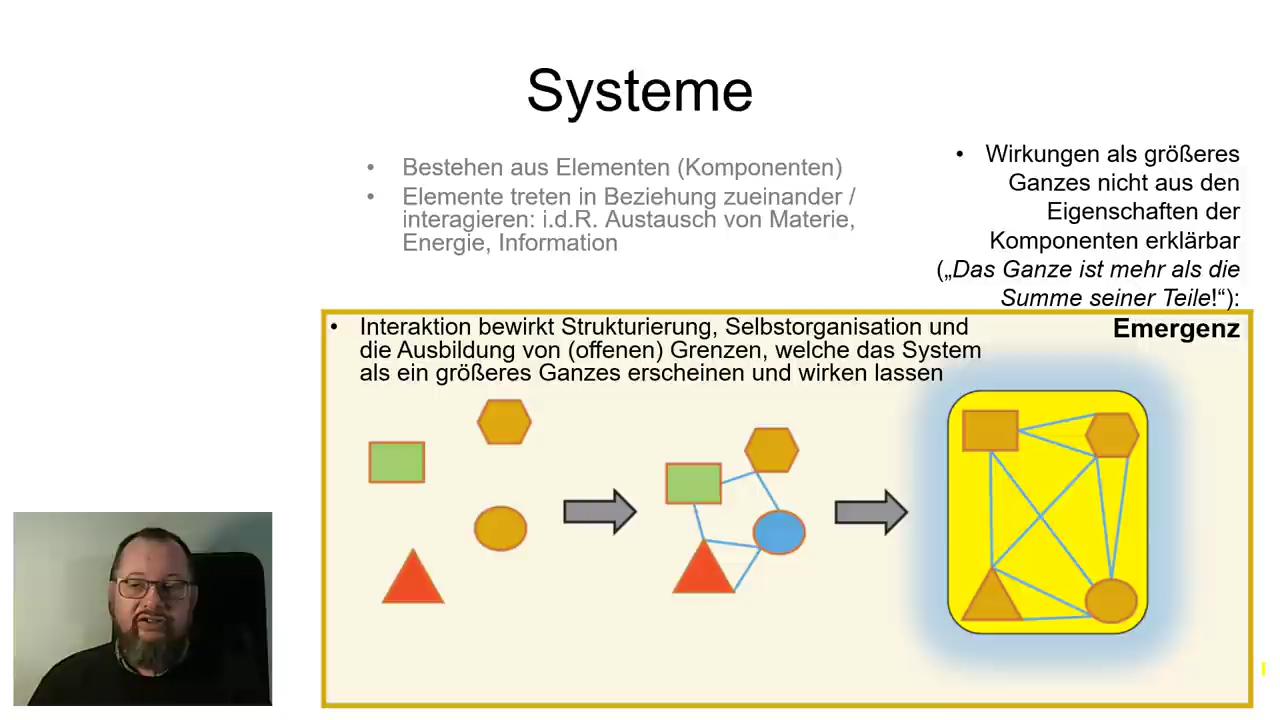 Systeme
• Bestehen aus Elementen (Komponenten)
• Elemente treten in Beziehung zueinander /
interagieren: i.d.R. Austausch von Materie,
Energie, Information
• Wirkungen als größeres
Ganzes nicht aus den
Eigenschaften der
Komponenten erklärbar
(„Das Ganze ist mehr als die
Summe seiner Teile!“):
Emergenz
• Interaktion bewirkt Strukturierung, Selbstorganisation und
die Ausbildung von (offenen) Grenzen, welche das System
als ein größeres Ganzes erscheinen und wirken lassen